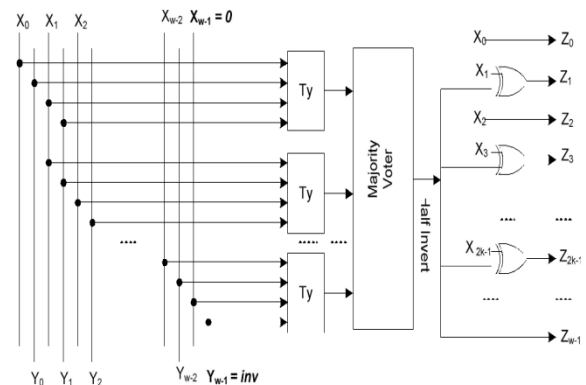 X0 X1 X2 Xw-2 Xw-1 = 0
X0 Z0
X1 Z1
X2 Z2
X3 Z3
..... .....
X2k-1 Z2k-1
..... .....
Zw-1
Ty
Ty
..... ..... .....
Ty
Majority Voter
Half Invert
Y0 Y1 Y2 Yw-2 Yw-1 = inv